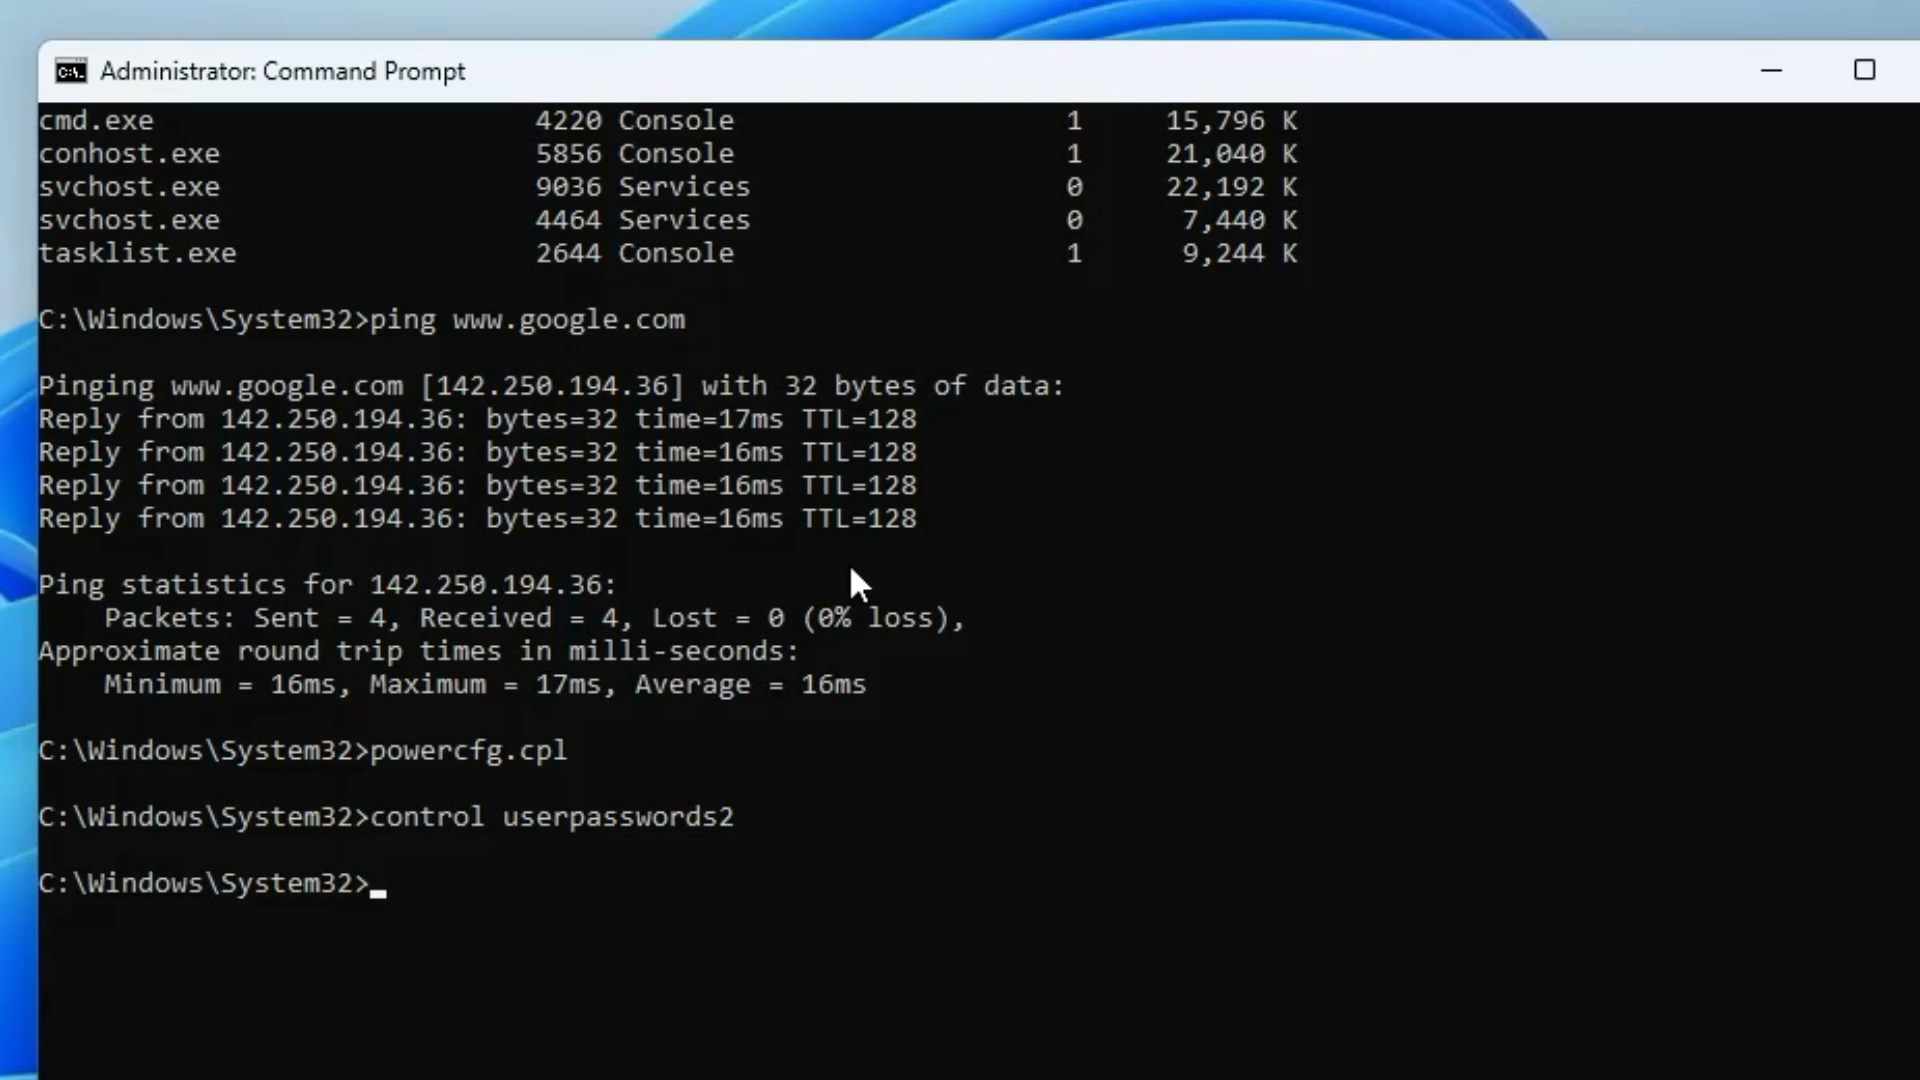 Administrator: Command Prompt
cmd.exe 4220 Console 1 15,796 K
conhost.exe 5856 Console 1 21,040 K
svchost.exe 9036 Services 0 22,192 K
svchost.exe 4464 Services 0 7,440 K
tasklist.exe 2644 Console 1 9,244 K
C:\Windows\System32>ping www.google.com
Pinging www.google.com [142.250.194.36] with 32 bytes of data:
Reply from 142.250.194.36: bytes=32 time=17ms TTL=128
Reply from 142.250.194.36: bytes=32 time=16ms TTL=128
Reply from 142.250.194.36: bytes=32 time=16ms TTL=128
Reply from 142.250.194.36: bytes=32 time=16ms TTL=128
Ping statistics for 142.250.194.36:
Packets: Sent = 4, Received = 4, Lost = 0 (0% loss),
Approximate round trip times in milli-seconds:
Minimum = 16ms, Maximum = 17ms, Average = 16ms
C:\Windows\System32>powercfg.cpl
C:\Windows\System32>control userpasswords2
C:\Windows\System32>